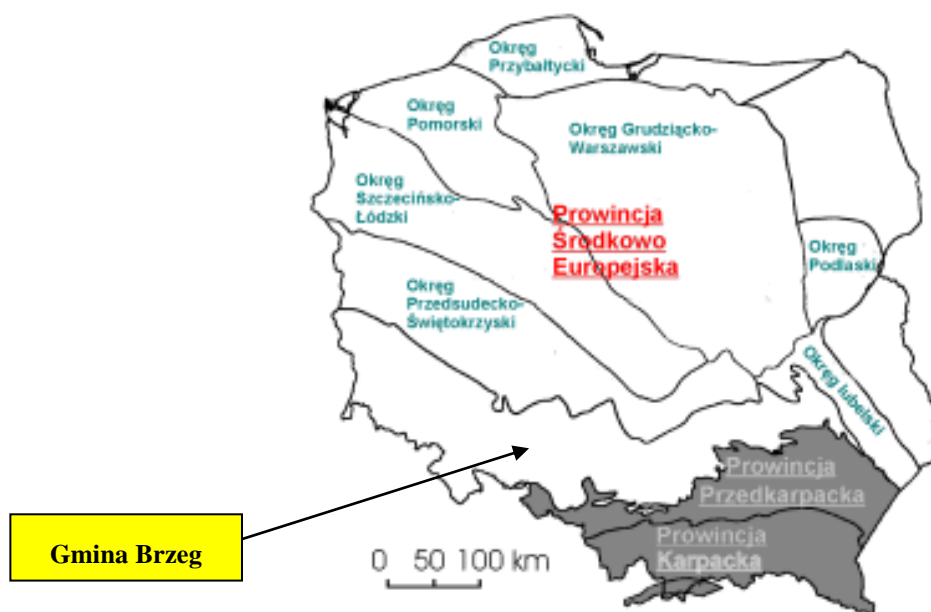 Okręg
Przybałtycki
Okręg
Pomorski
Okręg Grudziącko-
Warszawski
Okręg
Szczecińsko-
Łódzki
Prowincja
Środkowo
Europejska
Okręg
Podlaski
Okręg
Przedsudecko-
Świętokrzyski
Okręg lubelski
Prowincja
Przedkarpacka
Prowincja
Karpacka
Gmina Brzeg
0 50 100 km